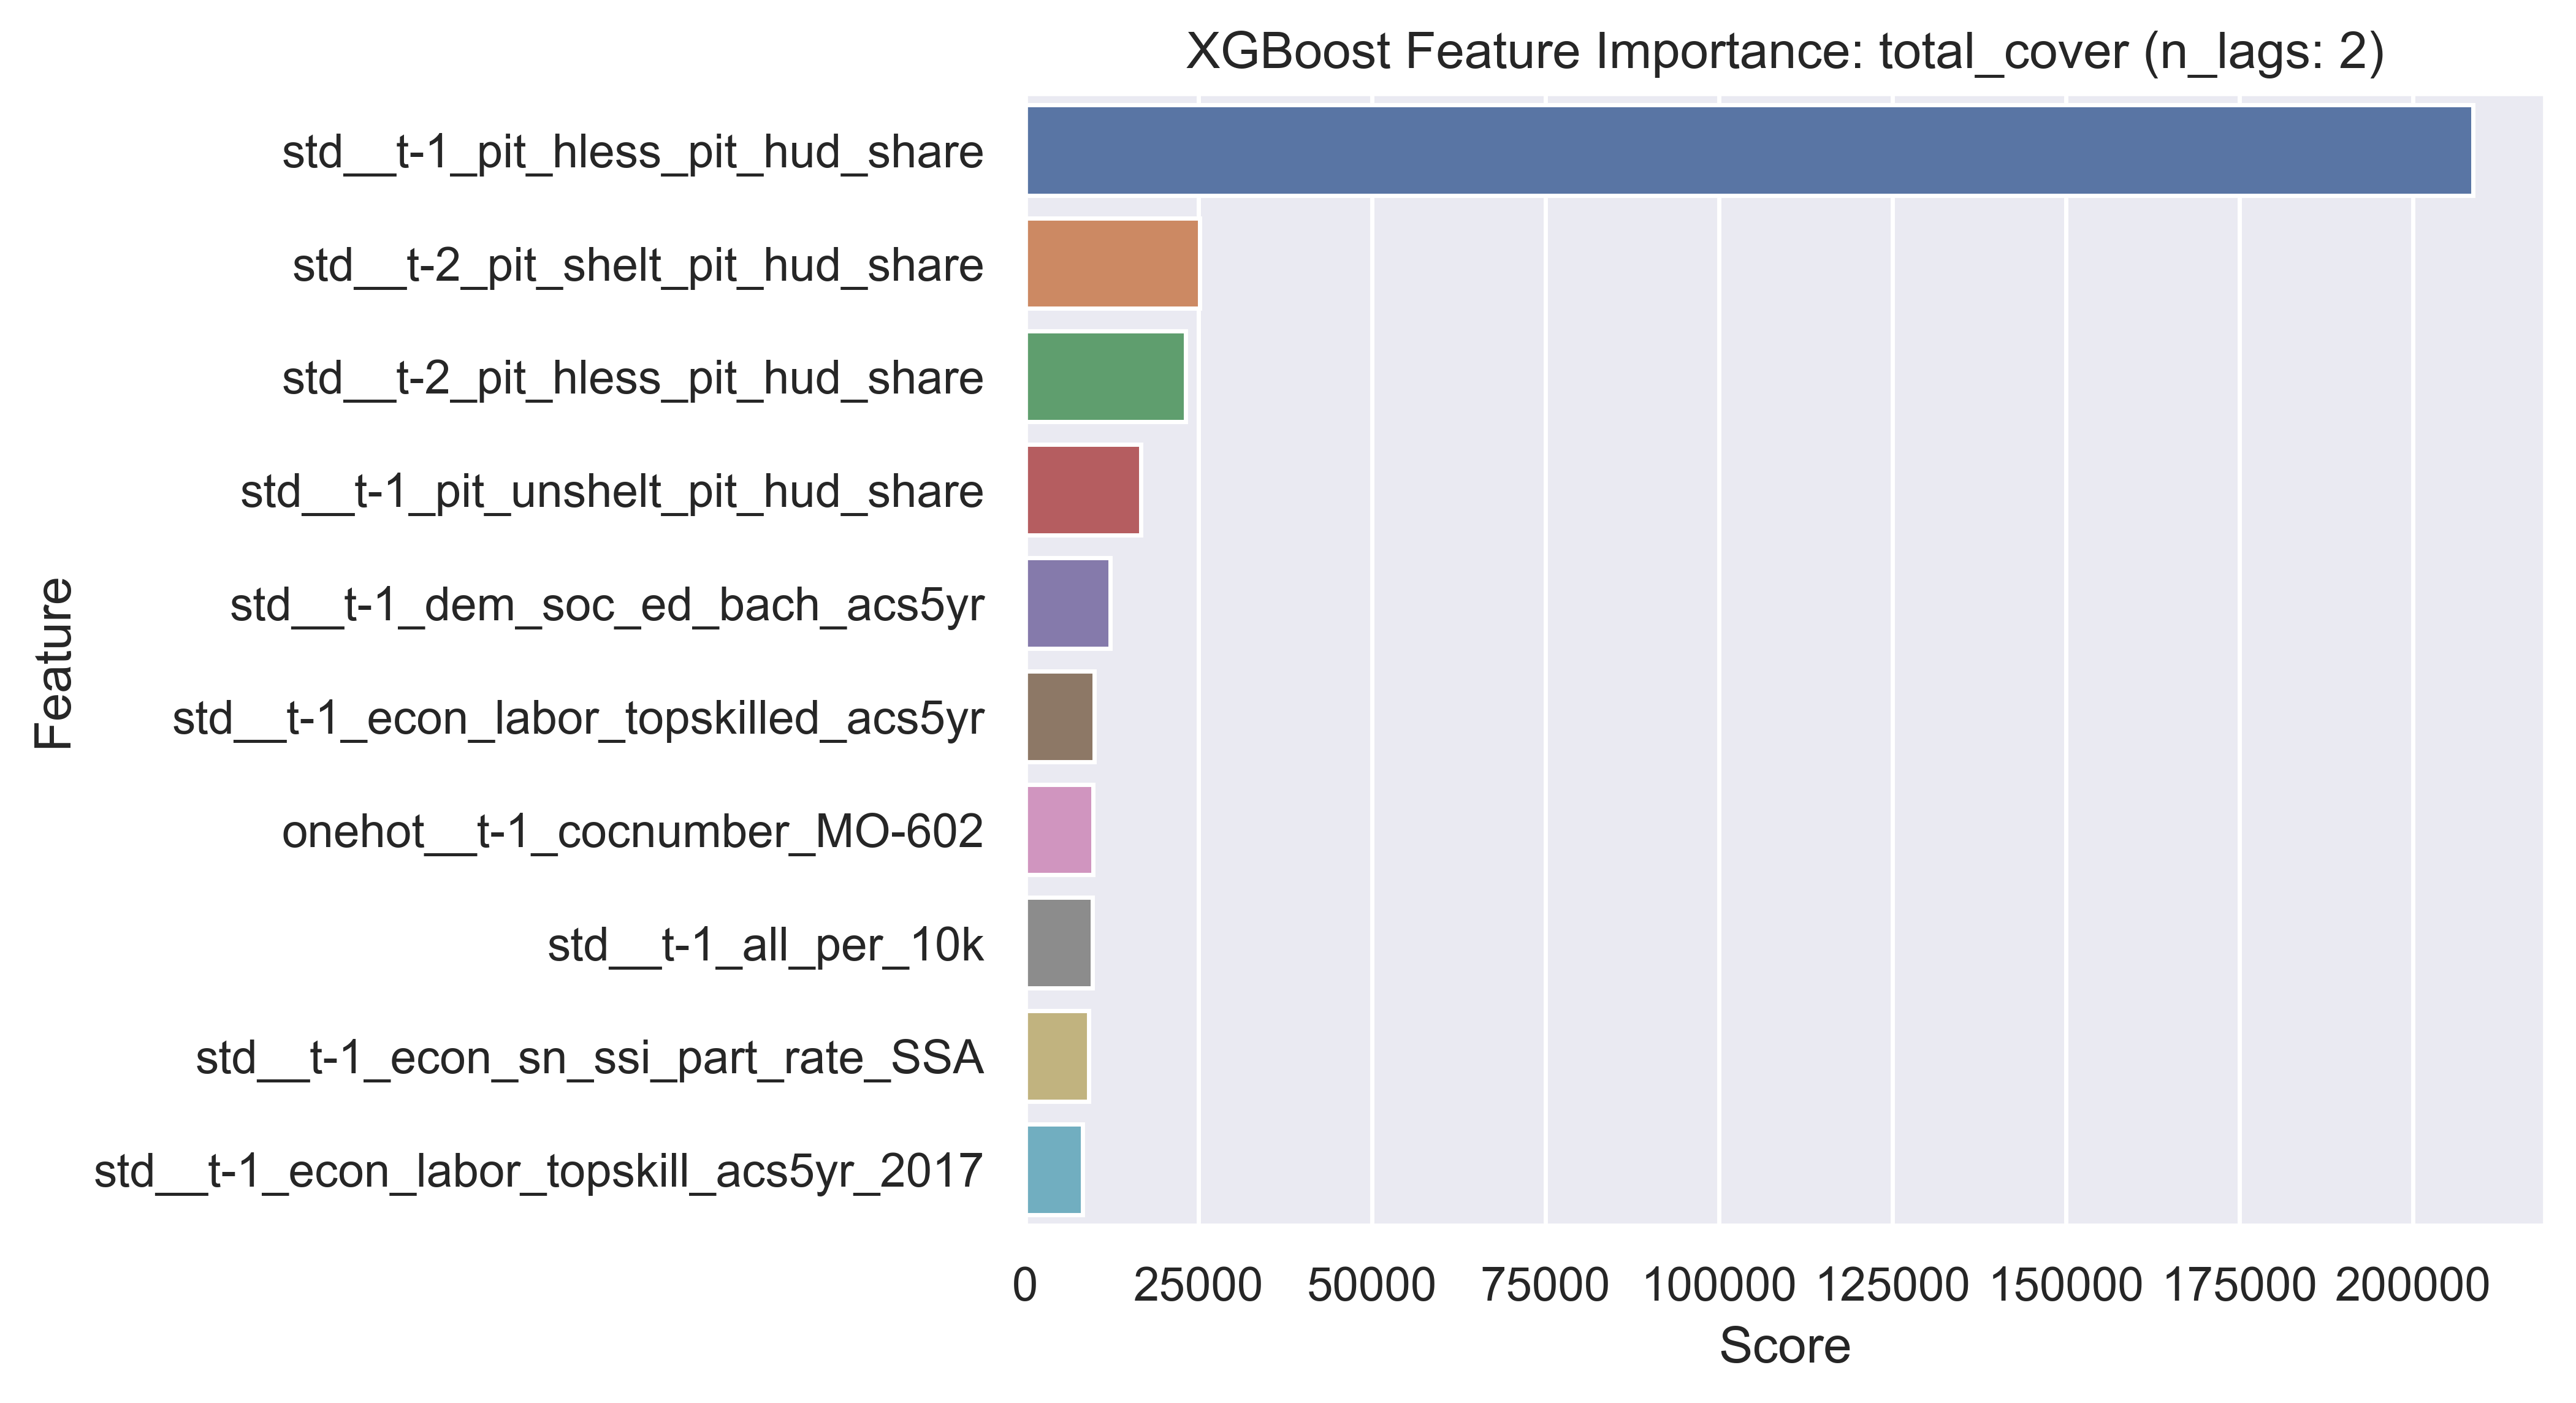 XGBoost Feature Importance: total_cover (n_lags: 2)
Feature
std__t-1_pit_hless_pit_hud_share
std__t-2_pit_shelt_pit_hud_share
std__t-2_pit_hless_pit_hud_share
std__t-1_pit_unshelt_pit_hud_share
std__t-1_dem_soc_ed_bach_acs5yr
std__t-1_econ_labor_topskilled_acs5yr
onehot__t-1_cocnumber_MO-602
std__t-1_all_per_10k
std__t-1_econ_sn_ssi_part_rate_SSA
std__t-1_econ_labor_topskill_acs5yr_2017
0 25000 50000 75000 100000 125000 150000 175000 200000
Score